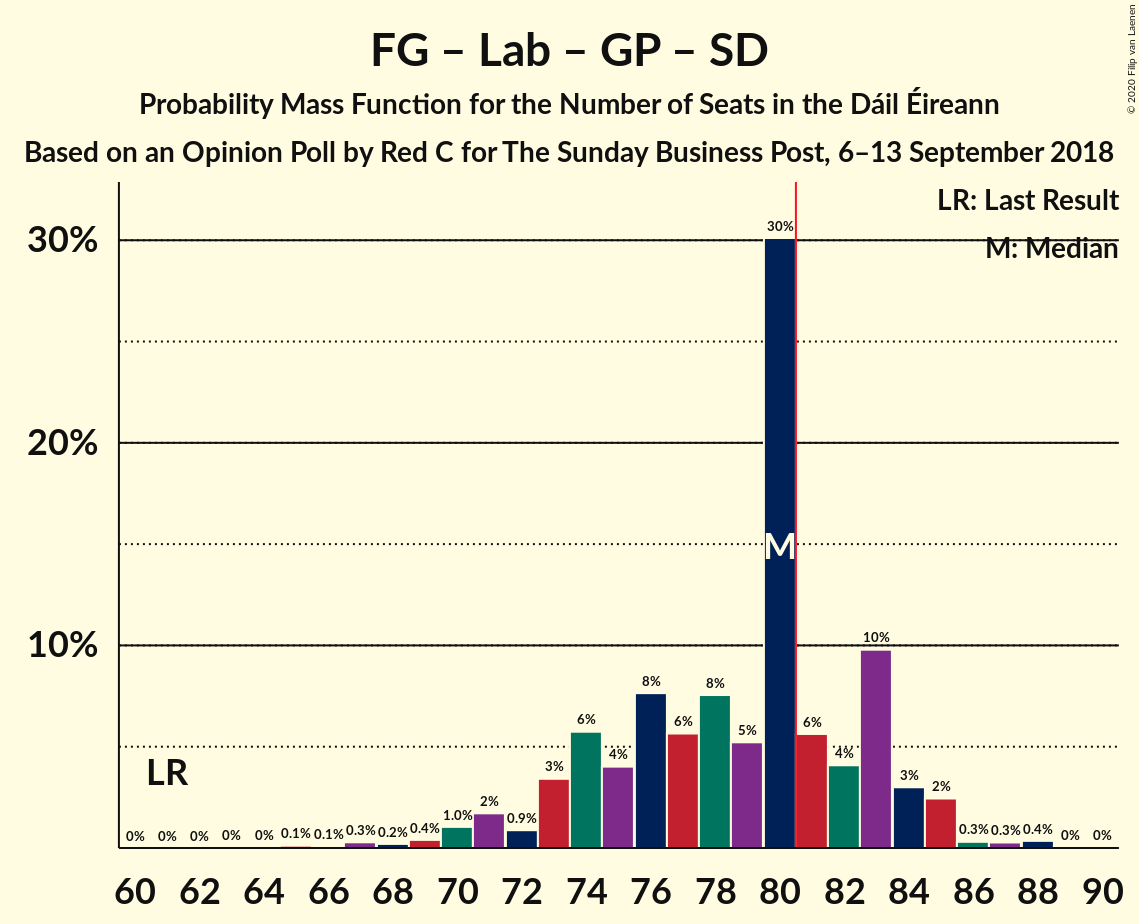 FG – Lab – GP – SD
Probability Mass Function for the Number of Seats in the Dáil Éireann
Based on an Opinion Poll by Red C for The Sunday Business Post, 6–13 September 2018
© 2020 Filip van Laenen
LR: Last Result
M: Median
30%
20%
10%
LR
M
0% 0% 0% 0% 0% 0.1% 0.1% 0.3% 0.2% 0.4% 1.0% 2% 0.9% 3% 6% 4% 8% 6% 8% 5% 30% 6% 4% 10% 3% 2% 0.3% 0.3% 0.4% 0% 0%
60 62 64 66 68 70 72 74 76 78 80 82 84 86 88 90